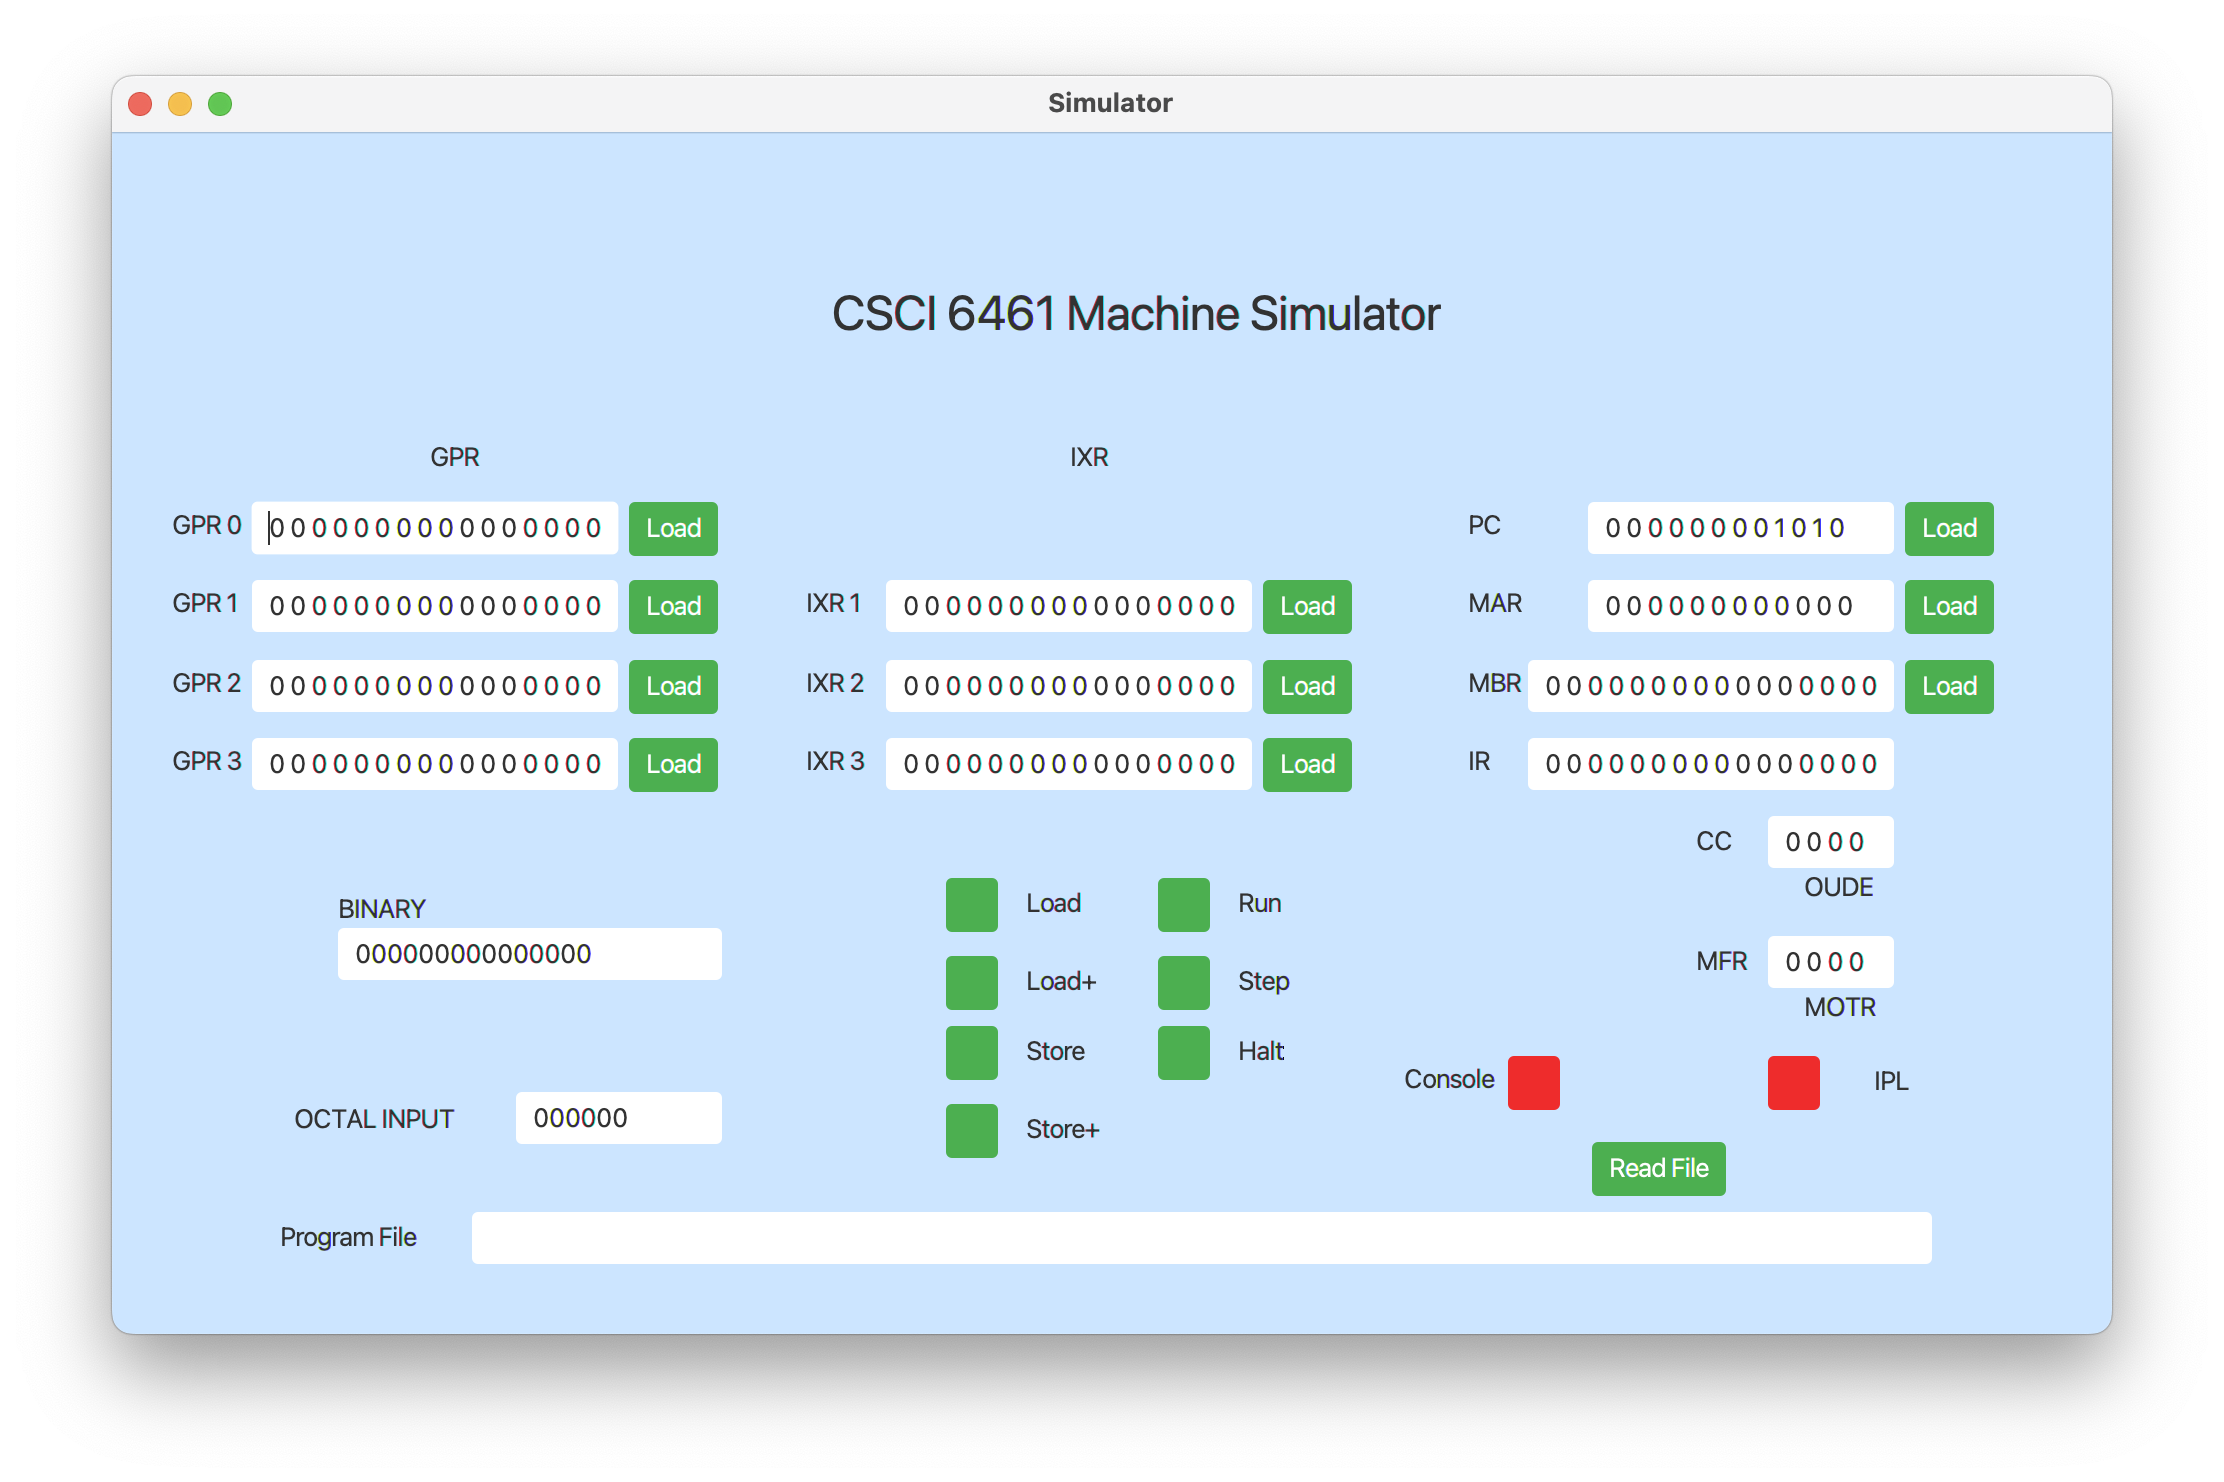 Simulator
CSCI 6461 Machine Simulator
GPR IXR
GPR 0 0 0 0 0 0 0 0 0 0 0 0 0 0 0 0 0 Load PC 0 0 0 0 0 0 0 0 1 0 1 0 Load
GPR 1 0 0 0 0 0 0 0 0 0 0 0 0 0 0 0 0 Load IXR 1 0 0 0 0 0 0 0 0 0 0 0 0 0 0 0 0 Load MAR 0 0 0 0 0 0 0 0 0 0 0 0 Load
GPR 2 0 0 0 0 0 0 0 0 0 0 0 0 0 0 0 0 Load IXR 2 0 0 0 0 0 0 0 0 0 0 0 0 0 0 0 0 Load MBR 0 0 0 0 0 0 0 0 0 0 0 0 0 0 0 0 Load
GPR 3 0 0 0 0 0 0 0 0 0 0 0 0 0 0 0 0 Load IXR 3 0 0 0 0 0 0 0 0 0 0 0 0 0 0 0 0 Load IR 0 0 0 0 0 0 0 0 0 0 0 0 0 0 0 0
CC 0 0 0 0
OUDE
BINARY
000000000000000
Load Run
Load+ Step
Store Halt
Store+
MFR 0 0 0 0
MOTR
Console IPL
OCTAL INPUT 000000
Read File
Program File